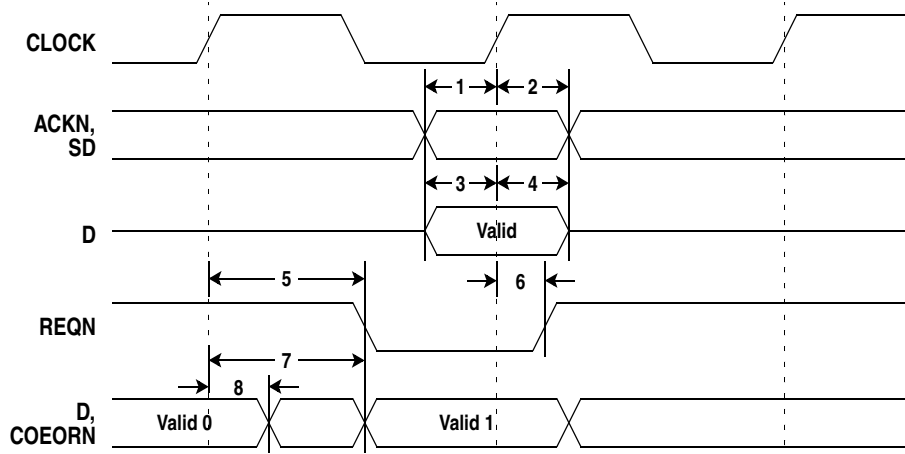 CLOCK
1 2
ACKN,
SD
3 4
D
Valid
5 6
REQN
7
8
D,
COEORN
Valid 0 Valid 1